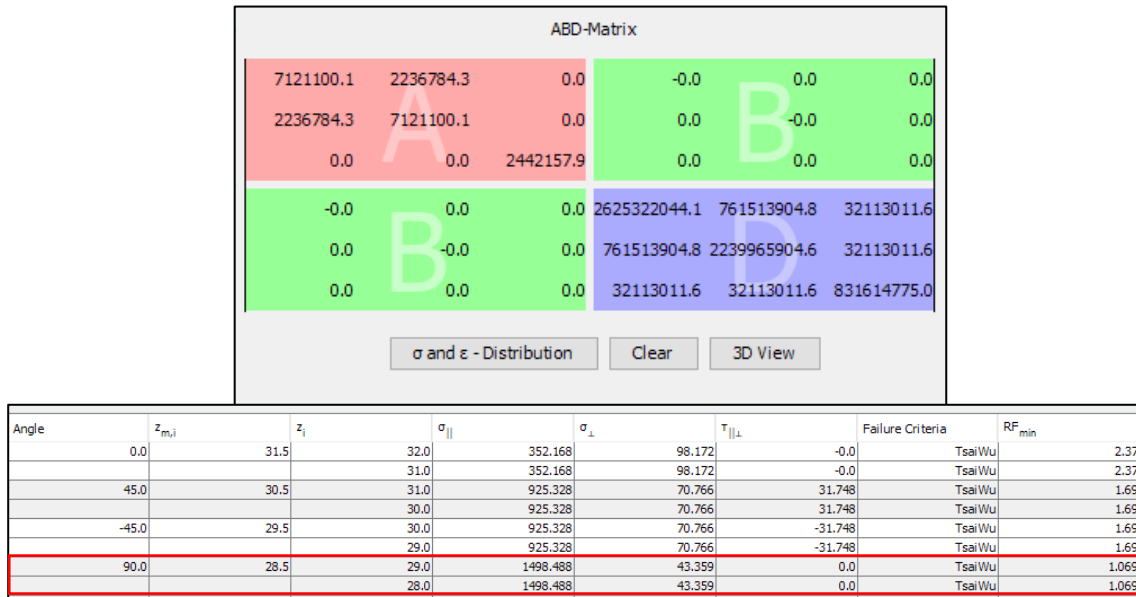 ABD-Matrix
7121100.1 2236784.3 0.0 -0.0 0.0 0.0
2236784.3 7121100.1 0.0 0.0 -0.0 0.0
0.0 0.0 2442157.9 0.0 0.0 0.0
A
B
-0.0 0.0 0.0 2625322044.1 761513904.8 32113011.6
0.0 -0.0 0.0 761513904.8 2239965904.6 32113011.6
0.0 0.0 0.0 32113011.6 32113011.6 831614775.0
B
D
σ and ε - Distribution Clear 3D View
Angle z_m,i z_i σ_|| σ_⊥ τ_||⊥ Failure Criteria RF_min
0.0 31.5 32.0 352.168 98.172 -0.0 TsaiWu 2.37
31.0 352.168 98.172 -0.0 TsaiWu 2.37
45.0 30.5 31.0 925.328 70.766 31.748 TsaiWu 1.69
30.0 925.328 70.766 31.748 TsaiWu 1.69
-45.0 29.5 30.0 925.328 70.766 -31.748 TsaiWu 1.69
29.0 925.328 70.766 -31.748 TsaiWu 1.69
90.0 28.5 29.0 1498.488 43.359 0.0 TsaiWu 1.069
28.0 1498.488 43.359 0.0 TsaiWu 1.069